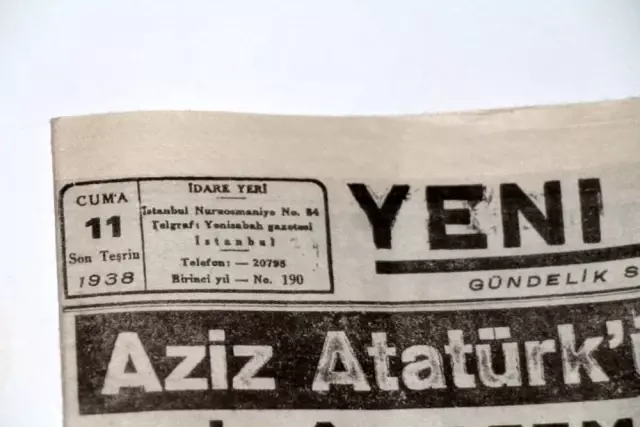 CUMA
11
Son Teşrin
1938
İDARE YERİ
İstanbul Nuruosmaniye No. 84
Telgraf: Yenisabah gazetesi
İstanbul
Telefon: — 20795
Birinci yıl — No. 190
YENİ
GÜNDELİK S
Aziz Atatürk'i